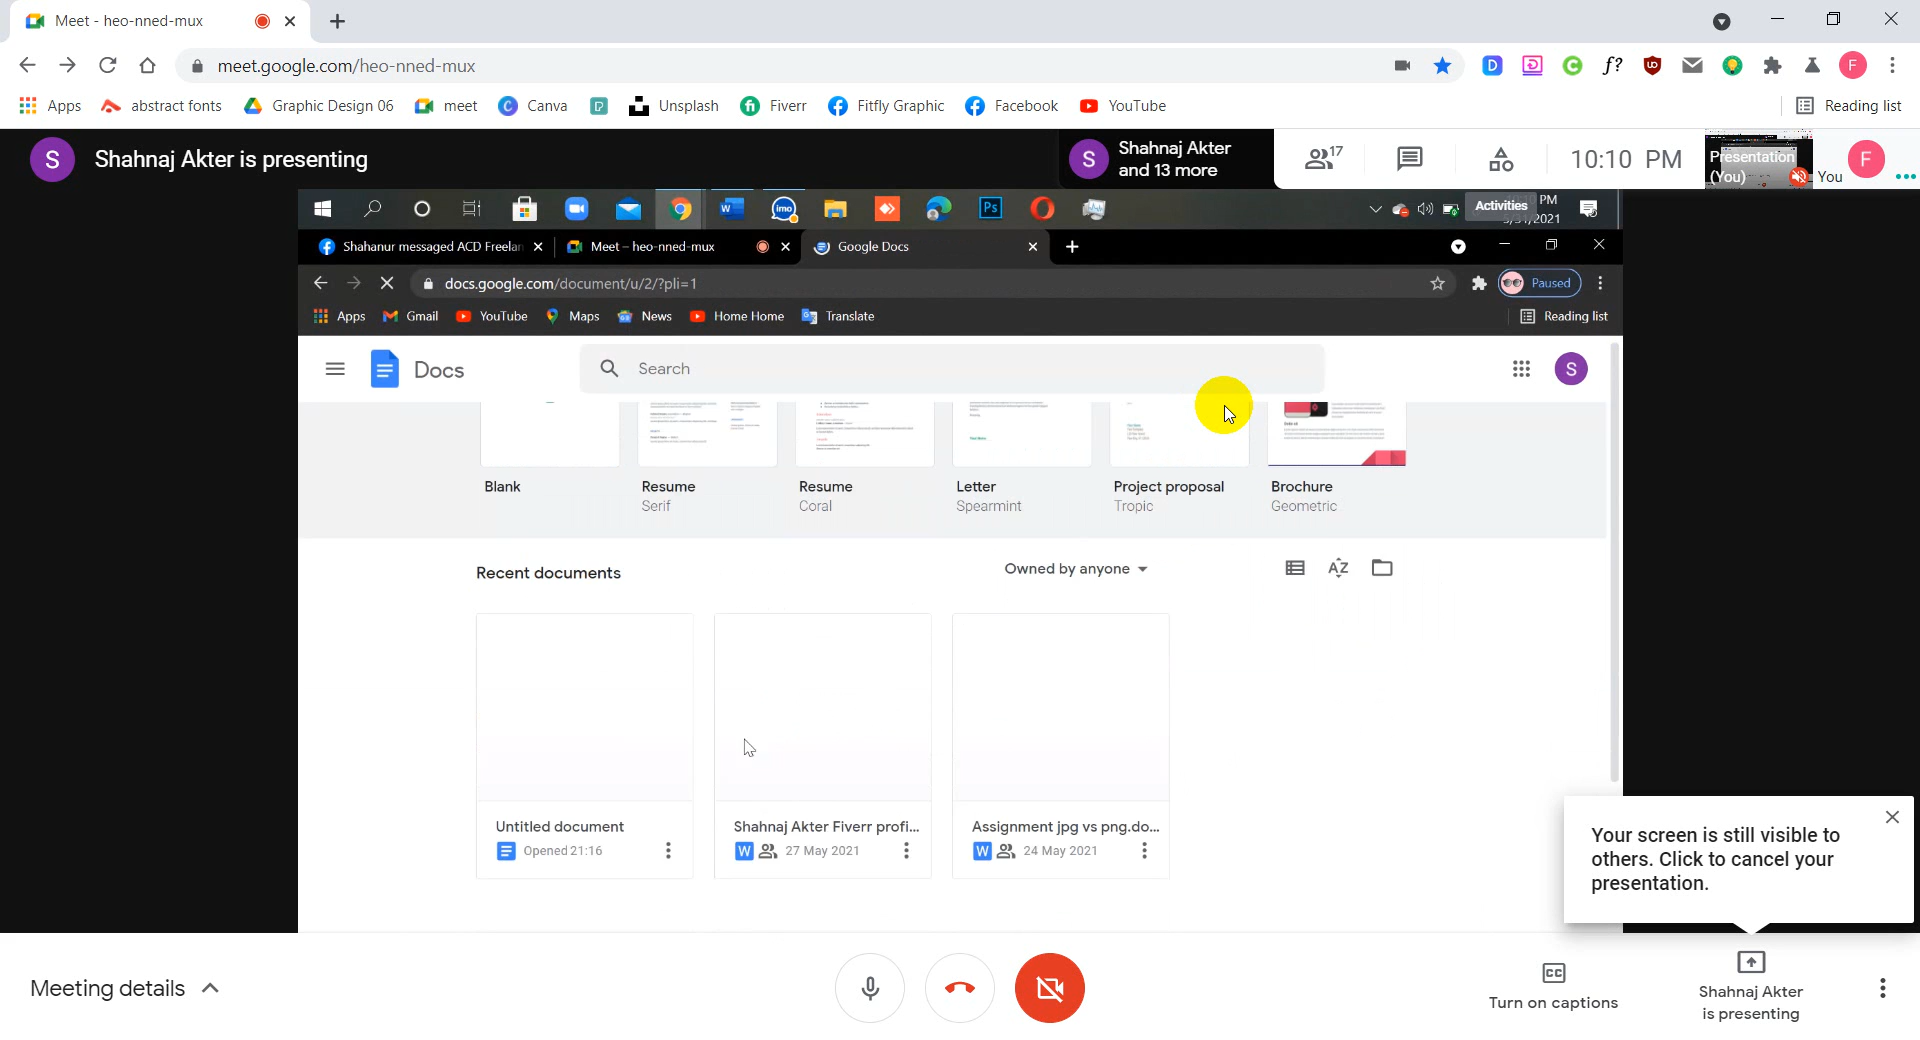 Meet - heo-nned-mux
meet.google.com/heo-nned-mux
Apps abstract fonts Graphic Design 06 meet Canva Unsplash Fiverr Fitfly Graphic Facebook YouTube Reading list
S Shahnaj Akter is presenting
S Shahnaj Akter
and 13 more
17
10:10 PM
Presentation
(You)
You
F
Activities
PM
5/31/2021
Shahanur messaged ACD Freelan
Meet – heo-nned-mux
Google Docs
docs.google.com/document/u/2/?pli=1
Paused
Apps Gmail YouTube Maps News Home Home Translate Reading list
Docs
Search
S
Blank
Resume
Serif
Resume
Coral
Letter
Spearmint
Project proposal
Tropic
Brochure
Geometric
Recent documents
Owned by anyone
AZ
Untitled document
Opened 21:16
Shahnaj Akter Fiverr profi...
W 27 May 2021
Assignment jpg vs png.do...
W 24 May 2021
Your screen is still visible to
others. Click to cancel your
presentation.
Meeting details
Turn on captions
Shahnaj Akter
is presenting